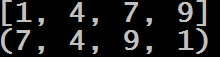 [1, 4, 7, 9]
(7, 4, 9, 1)